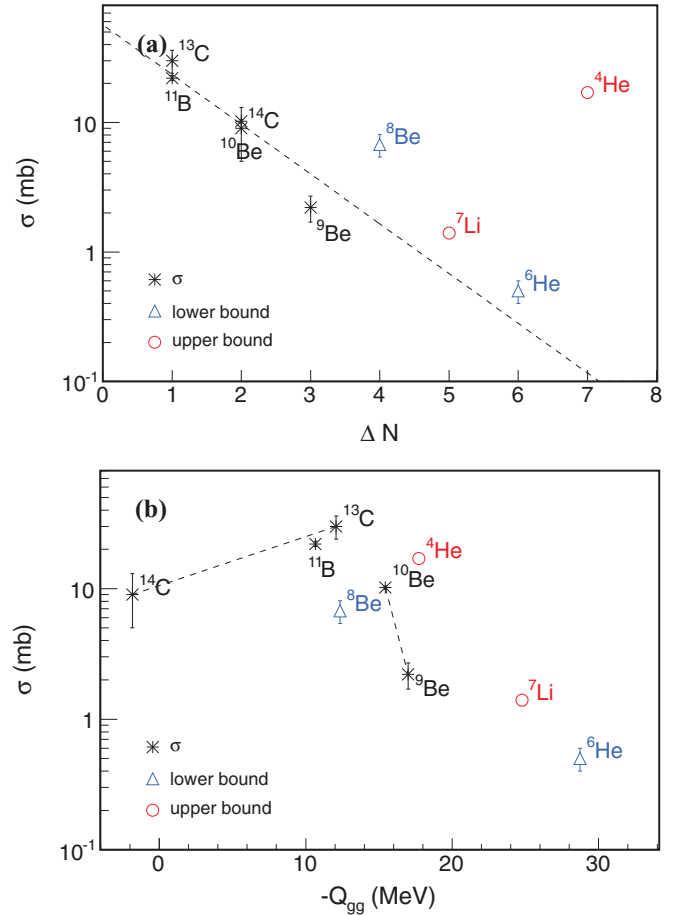 (a)
¹³C
⁴He
¹¹B
¹⁴C
⁸Be
¹⁰Be
⁷Li
⁹Be
⁶He
σ
lower bound
upper bound
σ (mb)
10
1
10⁻¹
0 1 2 3 4 5 6 7 8
Δ N
(b)
¹³C
¹¹B
⁴He
¹⁴C
¹⁰Be
⁸Be
⁹Be
⁷Li
⁶He
σ
lower bound
upper bound
σ (mb)
10
1
10⁻¹
0 10 20 30
-Qgg (MeV)